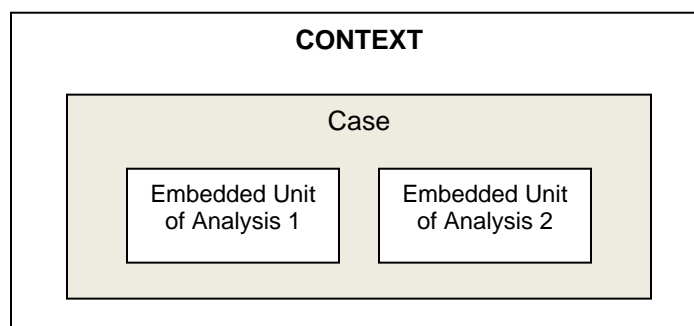 CONTEXT
Case
Embedded Unit
of Analysis 1
Embedded Unit
of Analysis 2